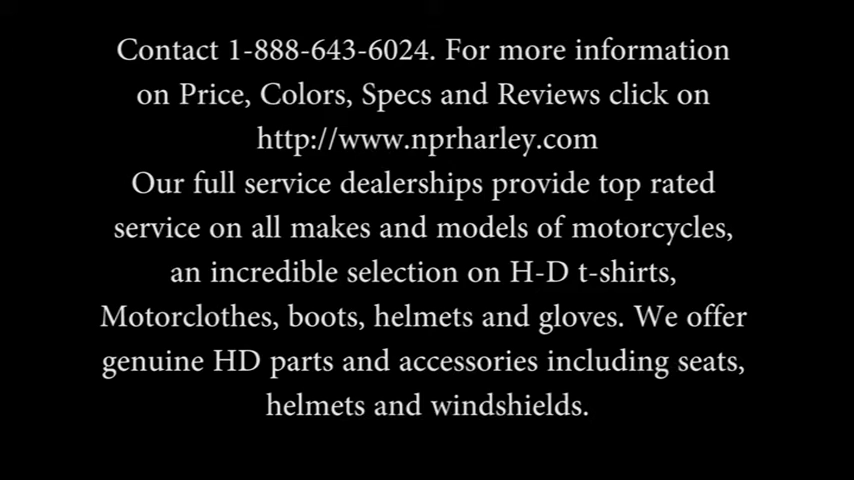 Contact 1-888-643-6024. For more information
on Price, Colors, Specs and Reviews click on
http://www.nprharley.com
Our full service dealerships provide top rated
service on all makes and models of motorcycles,
an incredible selection on H-D t-shirts,
Motorclothes, boots, helmets and gloves. We offer
genuine HD parts and accessories including seats,
helmets and windshields.